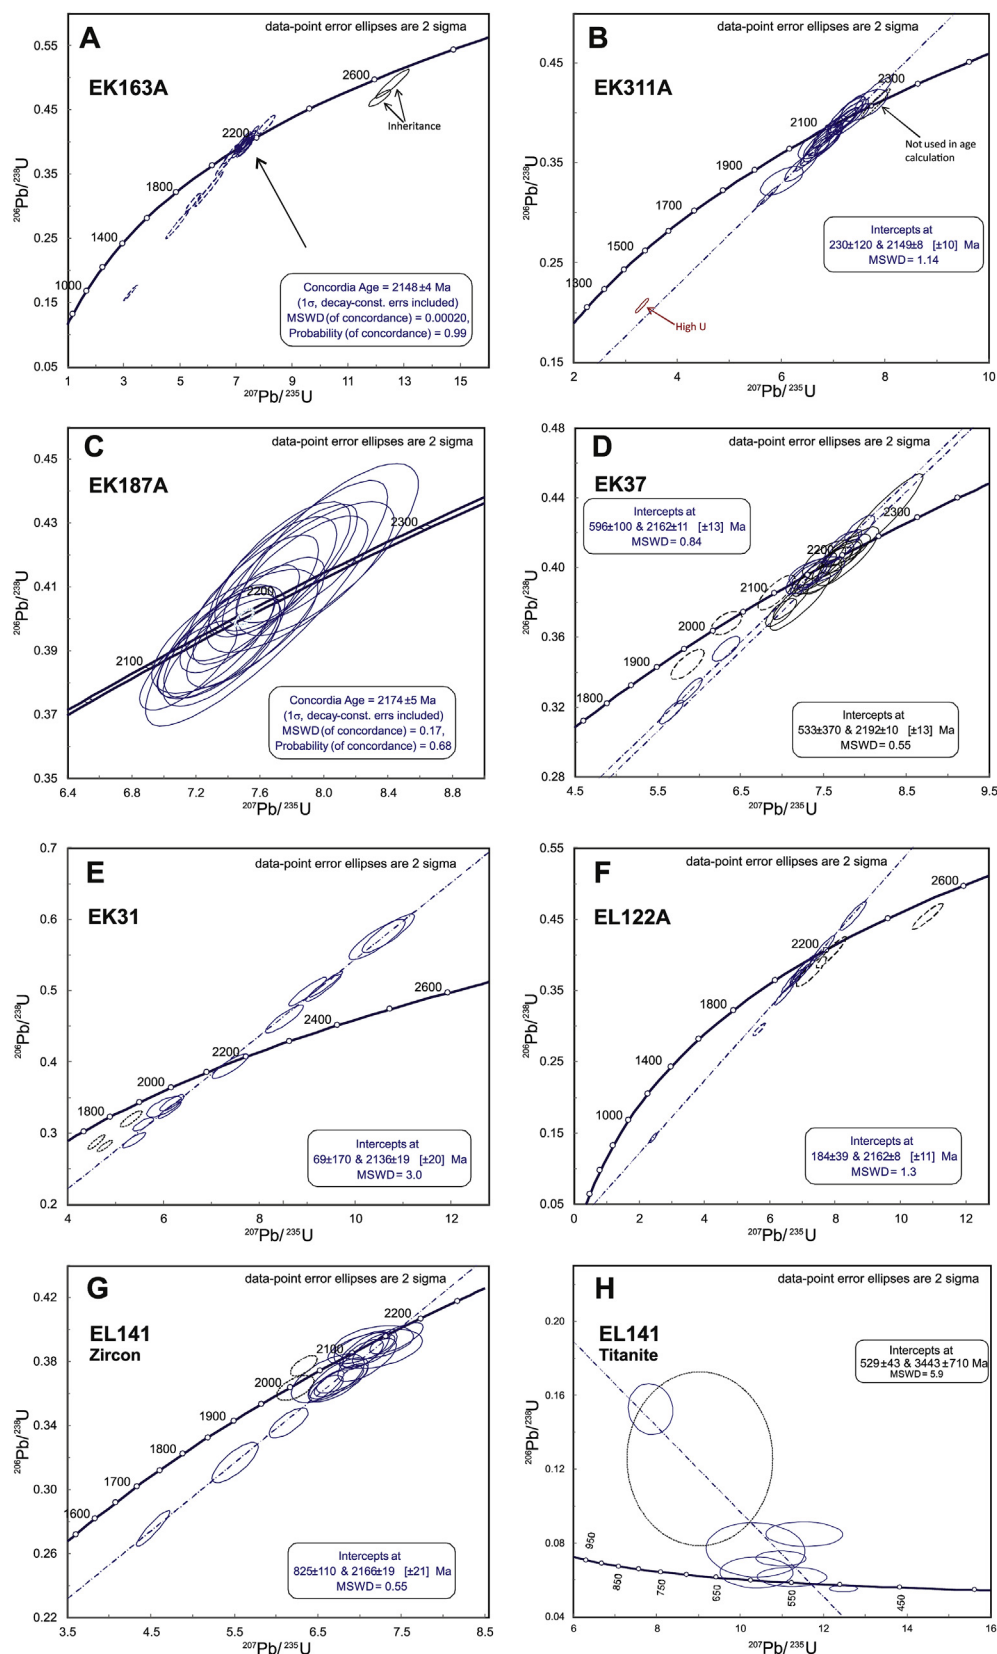 A
EK163A
data-point error ellipses are 2 sigma
0.55
0.45
0.35
0.25
0.15
0.05
206Pb/238U
1000
1400
1800
2200
2600
Inheritance
Concordia Age = 2148±4 Ma
(1σ, decay-const. errs included)
MSWD (of concordance) = 0.00020,
Probability (of concordance) = 0.99
1 3 5 7 9 11 13 15
207Pb/235U
B
EK311A
data-point error ellipses are 2 sigma
0.45
0.35
0.25
0.15
206Pb/238U
1300
1500
1700
1900
2100
2300
Not used in age
calculation
Intercepts at
230±120 & 2149±8 [±10] Ma
MSWD = 1.14
High U
2 4 6 8 10
207Pb/235U
C
EK187A
data-point error ellipses are 2 sigma
0.45
0.43
0.41
0.39
0.37
0.35
206Pb/238U
2100
2200
2300
Concordia Age = 2174±5 Ma
(1σ, decay-const. errs included)
MSWD (of concordance) = 0.17,
Probability (of concordance) = 0.68
6.4 6.8 7.2 7.6 8.0 8.4 8.8
207Pb/235U
D
EK37
data-point error ellipses are 2 sigma
0.48
0.44
0.40
0.36
0.32
0.28
206Pb/238U
Intercepts at
596±100 & 2162±11 [±13] Ma
MSWD = 0.84
1800
1900
2000
2100
2200
2300
Intercepts at
533±370 & 2192±10 [±13] Ma
MSWD = 0.55
4.5 5.5 6.5 7.5 8.5 9.5
207Pb/235U
E
EK31
data-point error ellipses are 2 sigma
0.7
0.6
0.5
0.4
0.3
0.2
206Pb/238U
1800
2000
2200
2400
2600
Intercepts at
69±170 & 2136±19 [±20] Ma
MSWD = 3.0
4 6 8 10 12
207Pb/235U
F
EL122A
data-point error ellipses are 2 sigma
0.55
0.45
0.35
0.25
0.15
0.05
206Pb/238U
1000
1400
1800
2200
2600
Intercepts at
184±39 & 2162±8 [±11] Ma
MSWD = 1.3
0 2 4 6 8 10 12
207Pb/235U
G
EL141
Zircon
data-point error ellipses are 2 sigma
0.42
0.38
0.34
0.30
0.26
0.22
206Pb/238U
1600
1700
1800
1900
2000
2100
2200
Intercepts at
825±110 & 2166±19 [±21] Ma
MSWD = 0.55
3.5 4.5 5.5 6.5 7.5 8.5
207Pb/235U
H
EL141
Titanite
data-point error ellipses are 2 sigma
0.20
0.16
0.12
0.08
0.04
206Pb/238U
Intercepts at
529±43 & 3443±710 Ma
MSWD = 5.9
950
850
750
650
550
450
6 8 10 12 14 16
207Pb/235U